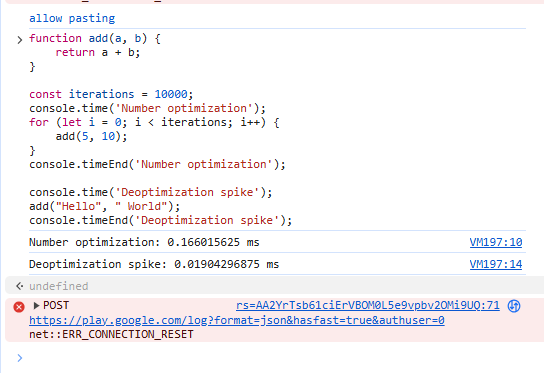 allow pasting
function add(a, b) {
    return a + b;
}
const iterations = 10000;
console.time('Number optimization');
for (let i = 0; i < iterations; i++) {
    add(5, 10);
}
console.timeEnd('Number optimization');
console.time('Deoptimization spike');
add("Hello", " World");
console.timeEnd('Deoptimization spike');
Number optimization: 0.166015625 ms VM197:10
Deoptimization spike: 0.01904296875 ms VM197:14
undefined
POST rs=AA2YrTsb61ciErVBOM0L5e9vpbv2OMi9UQ:71
https://play.google.com/log?format=json&hasfast=true&authuser=0
net::ERR_CONNECTION_RESET